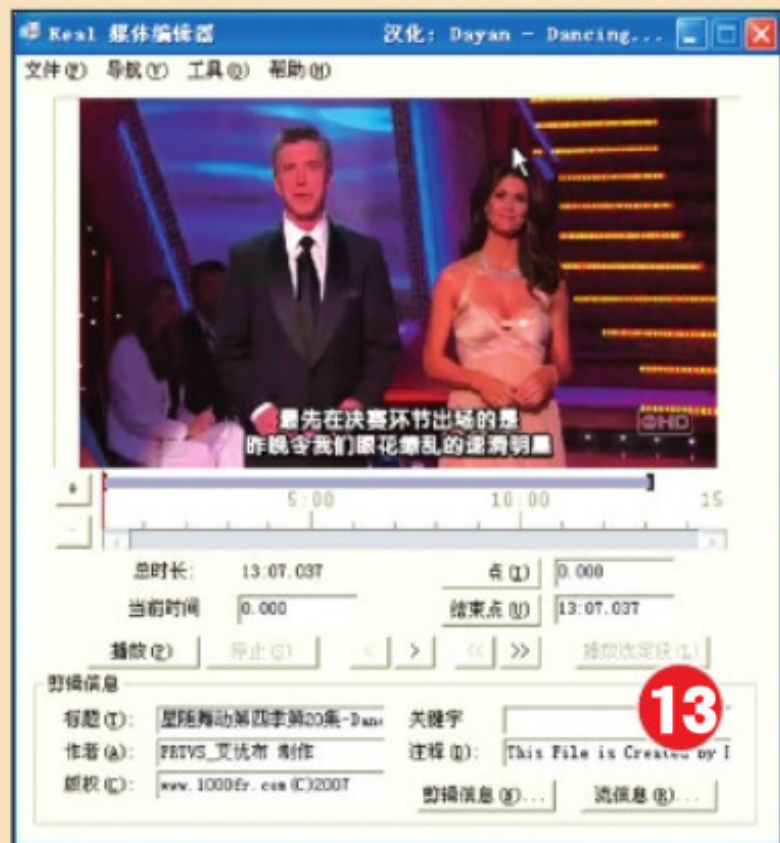 Real 媒体编辑器 汉化: Dayan - Dancing...
文件(F) 导航(Y) 工具(Q) 帮助(H)
最先在决赛环节出场的是
昨晚令我们眼花缭乱的速滑明星
HD
+ 5:00 10:00 15
-
总时长: 13:07.037 点(I) 0.000
当前时间 0.000 结束点(U) 13:07.037
播放(P) 停止(S) < > << >> 播放选定段(L)
剪辑信息
标题(T): 星随舞动第四季第20集-Danc 关键字
13
作者(A): FRTVS_艾优布 制作 注释(D): This File is Created by
版权(C): www.1000fr.com (C)2007 剪辑信息(N)... 流信息(R)...